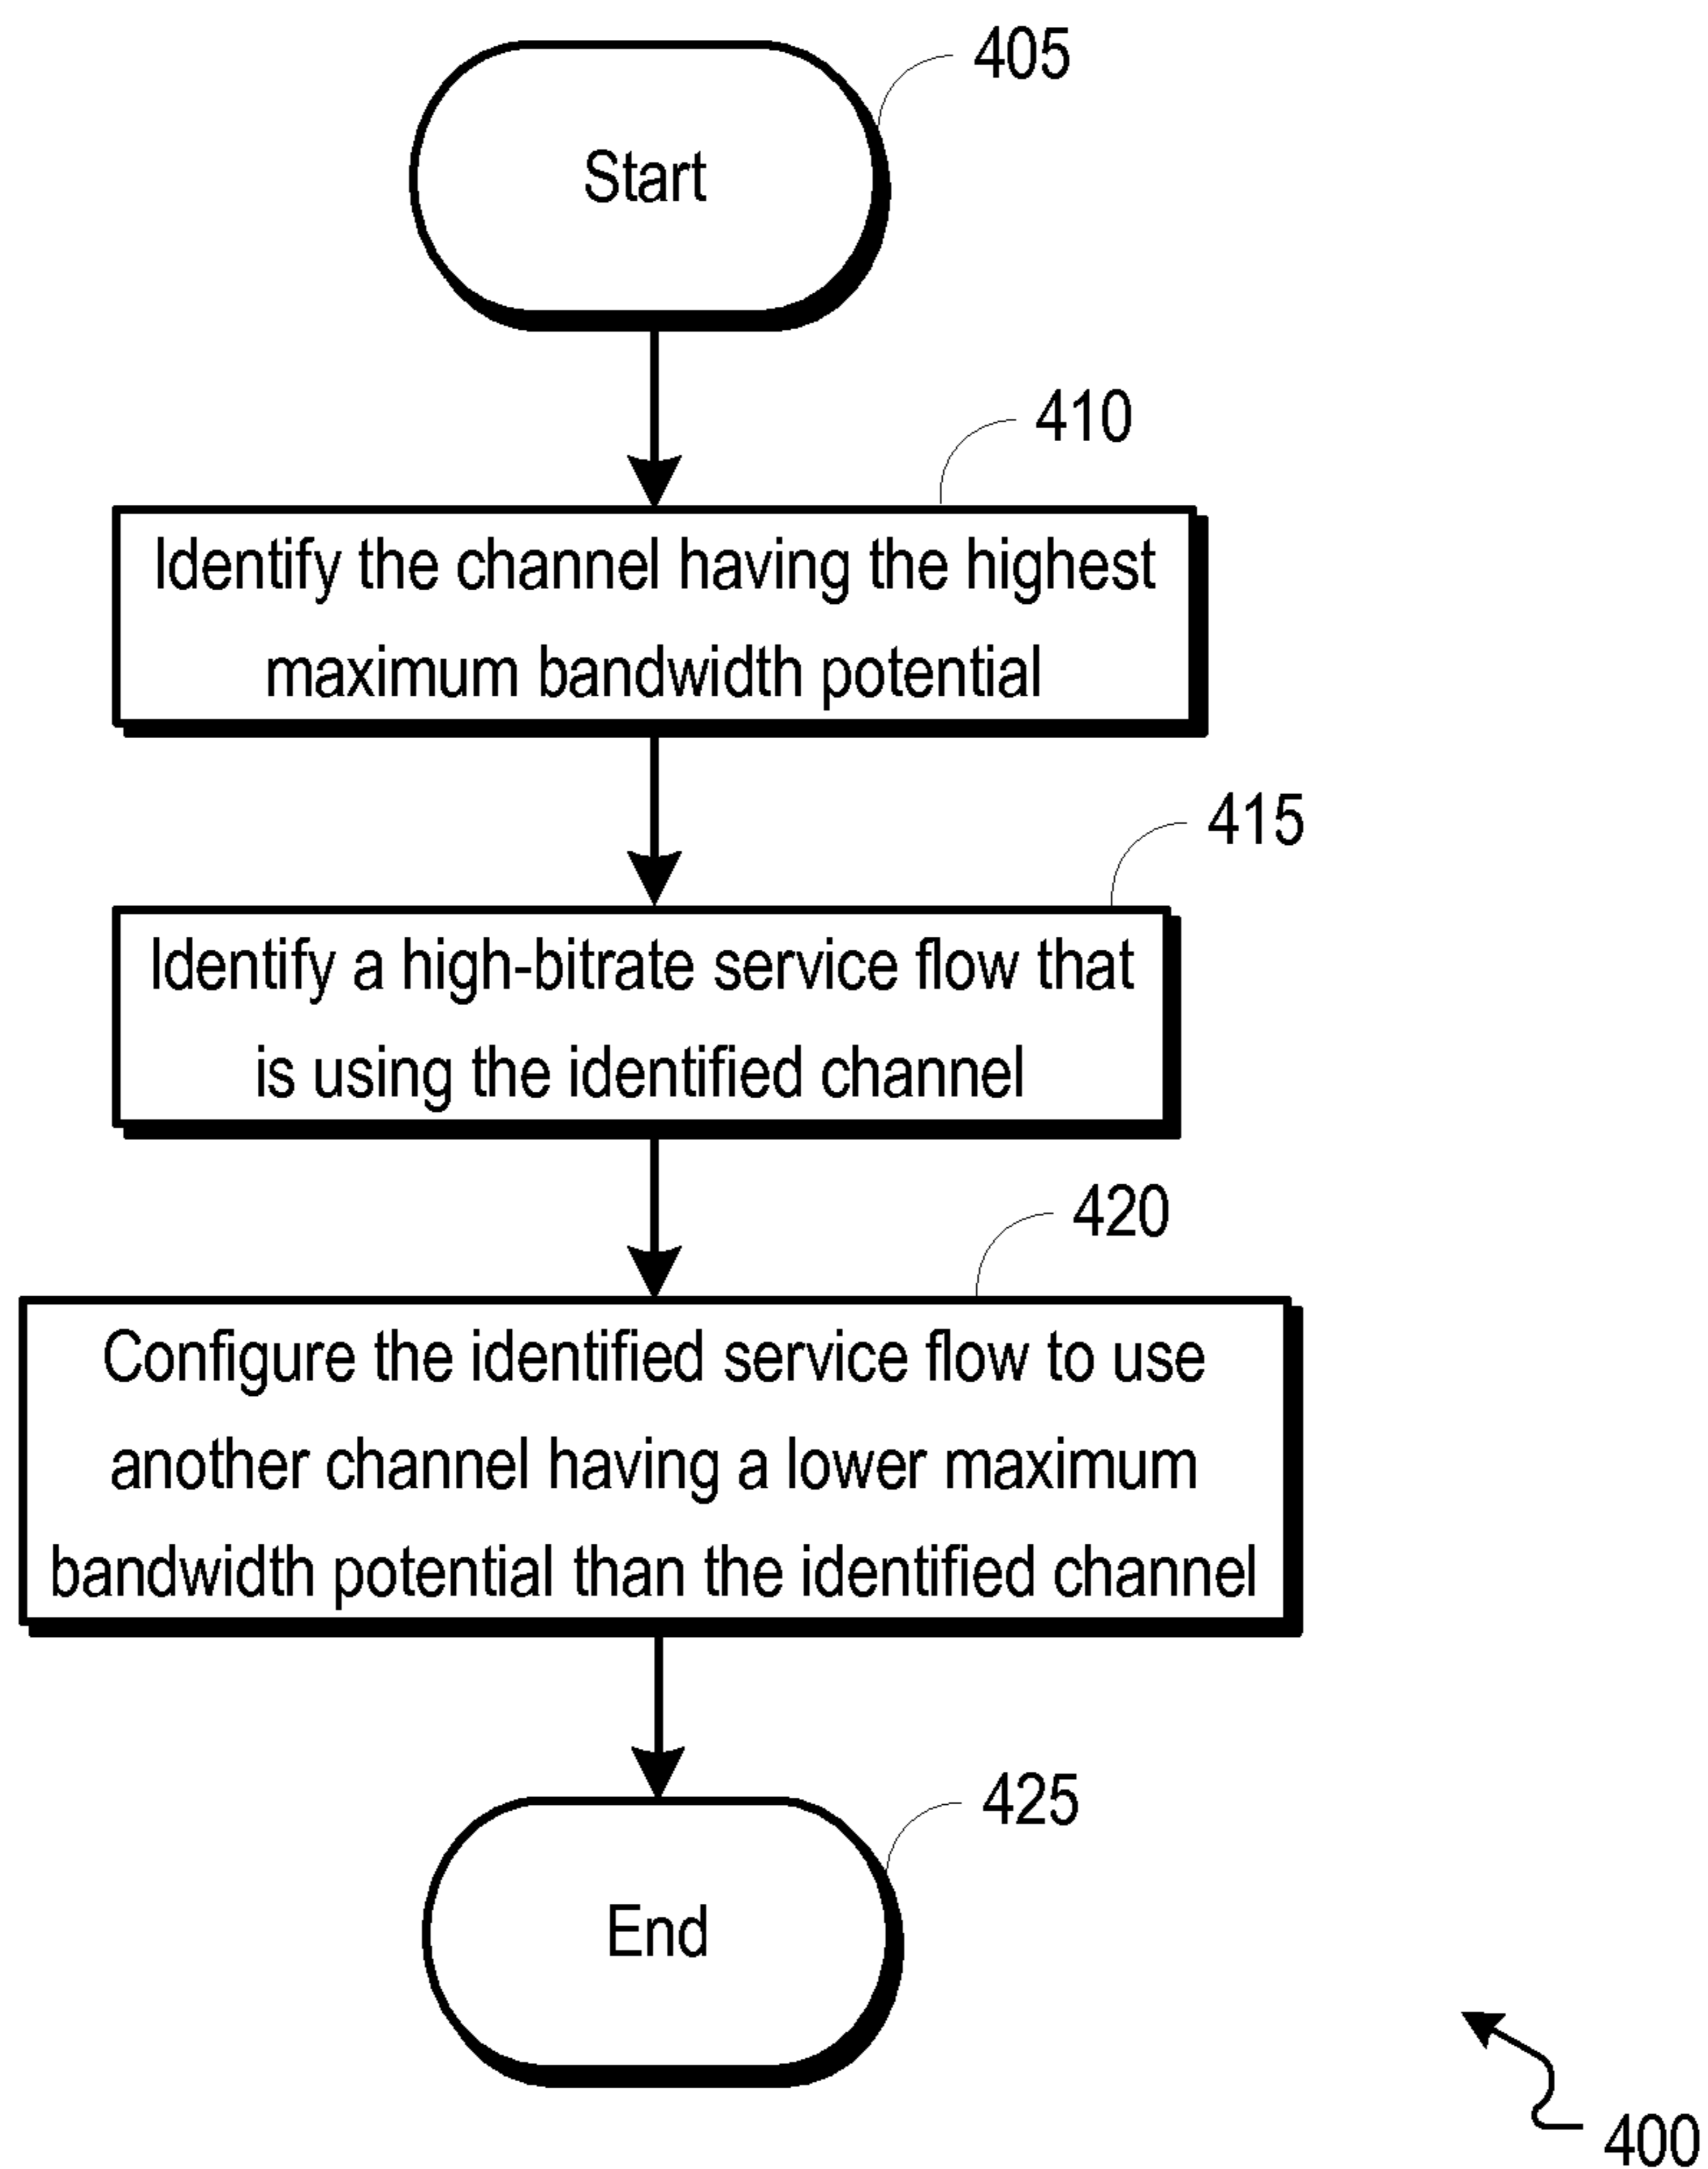 405
Start
410
Identify the channel having the highest
maximum bandwidth potential
415
Identify a high-bitrate service flow that
is using the identified channel
420
Configure the identified service flow to use
another channel having a lower maximum
bandwidth potential than the identified channel
425
End
400